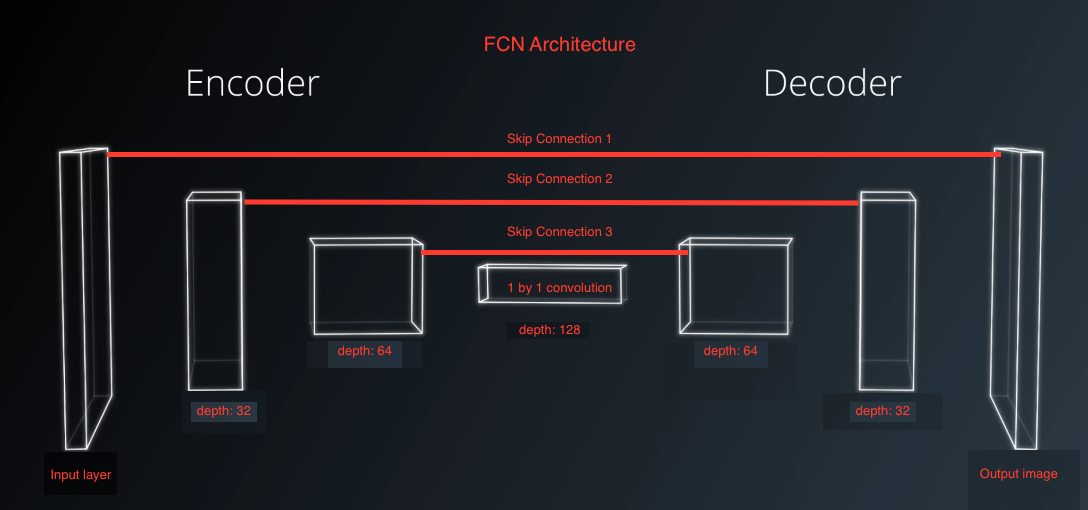 FCN Architecture
Encoder
Decoder
Skip Connection 1
Skip Connection 2
Skip Connection 3
1 by 1 convolution
depth: 128
depth: 64
depth: 64
depth: 32
depth: 32
Input layer
Output image